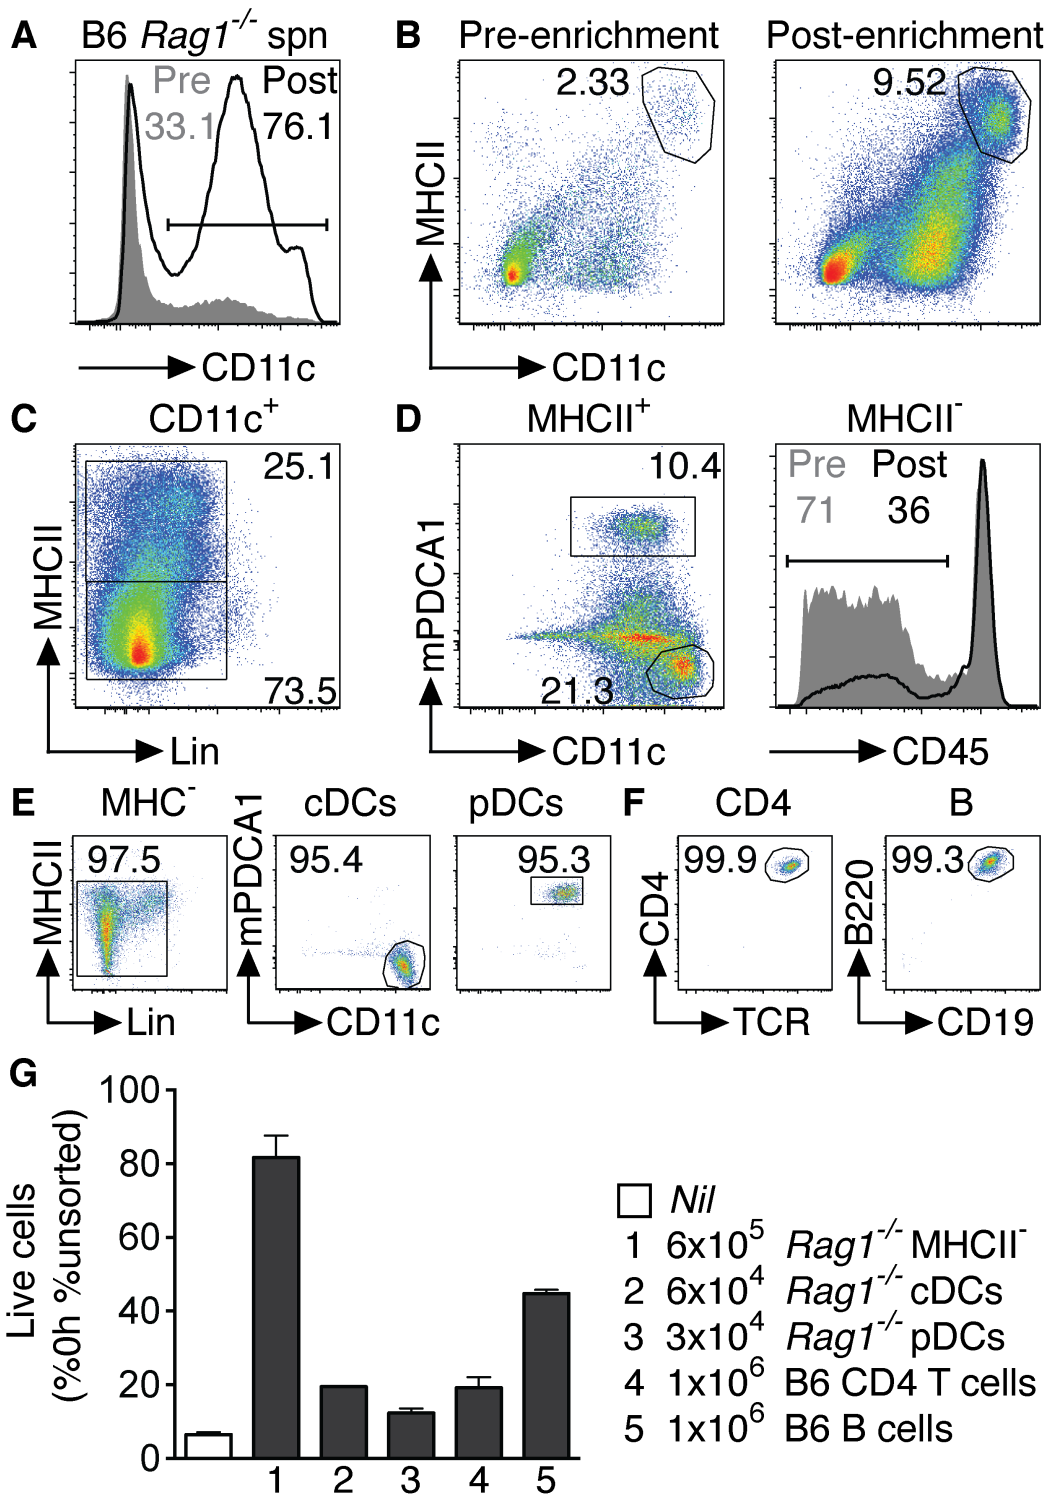 A B6 Rag1-/- spn
Pre Post
33.1 76.1
CD11c
B Pre-enrichment Post-enrichment
2.33 9.52
MHCII
CD11c
C CD11c+
25.1
MHCII
73.5
Lin
D MHCII+ MHCII-
10.4
mPDCA1
21.3
CD11c
Pre Post
71 36
CD45
E MHC- cDCs pDCs
97.5 95.4 95.3
MHCII mPDCA1
Lin CD11c
F CD4 B
99.9 99.3
CD4 B220
TCR CD19
G
Live cells
(%0h %unsorted)
100
80
60
40
20
0
1 2 3 4 5
Nil
1 6x10^5 Rag1-/- MHCII-
2 6x10^4 Rag1-/- cDCs
3 3x10^4 Rag1-/- pDCs
4 1x10^6 B6 CD4 T cells
5 1x10^6 B6 B cells